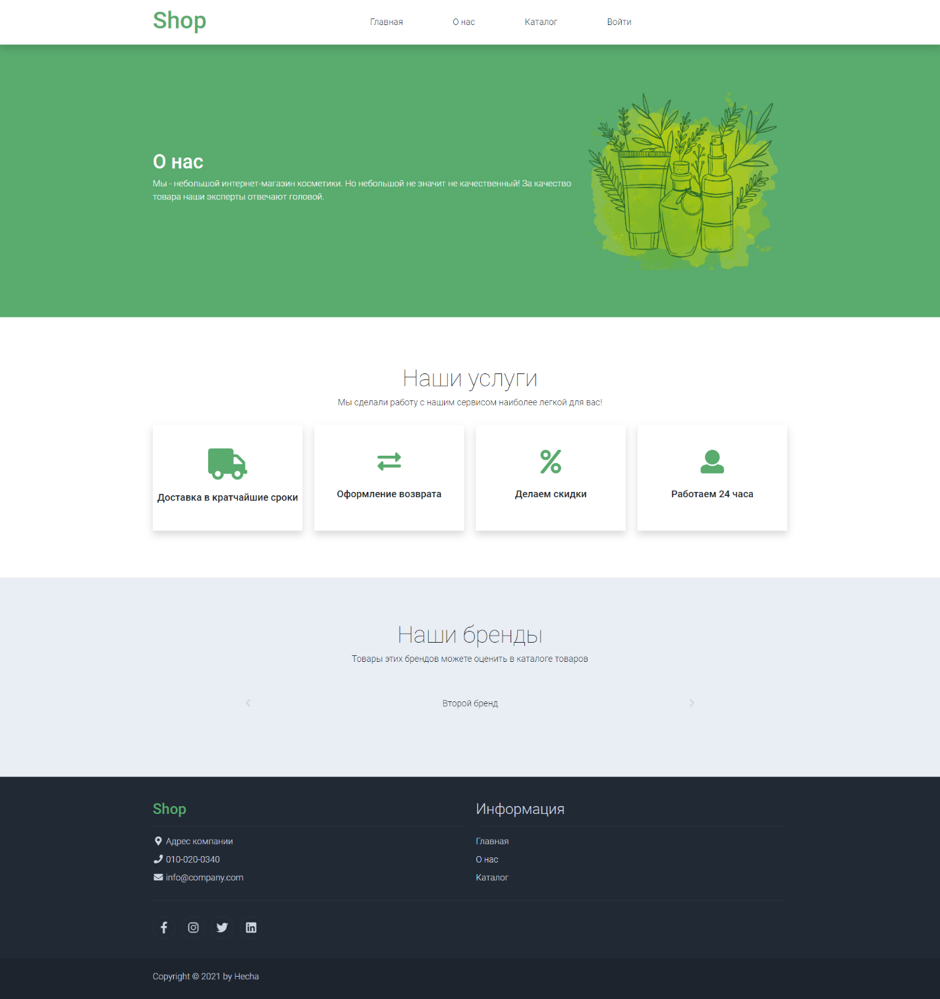 Shop
Главная
О нас
Каталог
Войти
О нас
Мы - небольшой интернет-магазин косметики. Но небольшой не значит не качественный! За качество
товара наши эксперты отвечают головой.
Наши услуги
Мы сделали работу с нашим сервисом наиболее легкой для вас!
Доставка в кратчайшие сроки
Оформление возврата
Делаем скидки
Работаем 24 часа
Наши бренды
Товары этих брендов можете оценить в каталоге товаров
Второй бренд
Shop
Адрес компании
010-020-0340
info@company.com
Информация
Главная
О нас
Каталог
Copyright © 2021 by Hecha